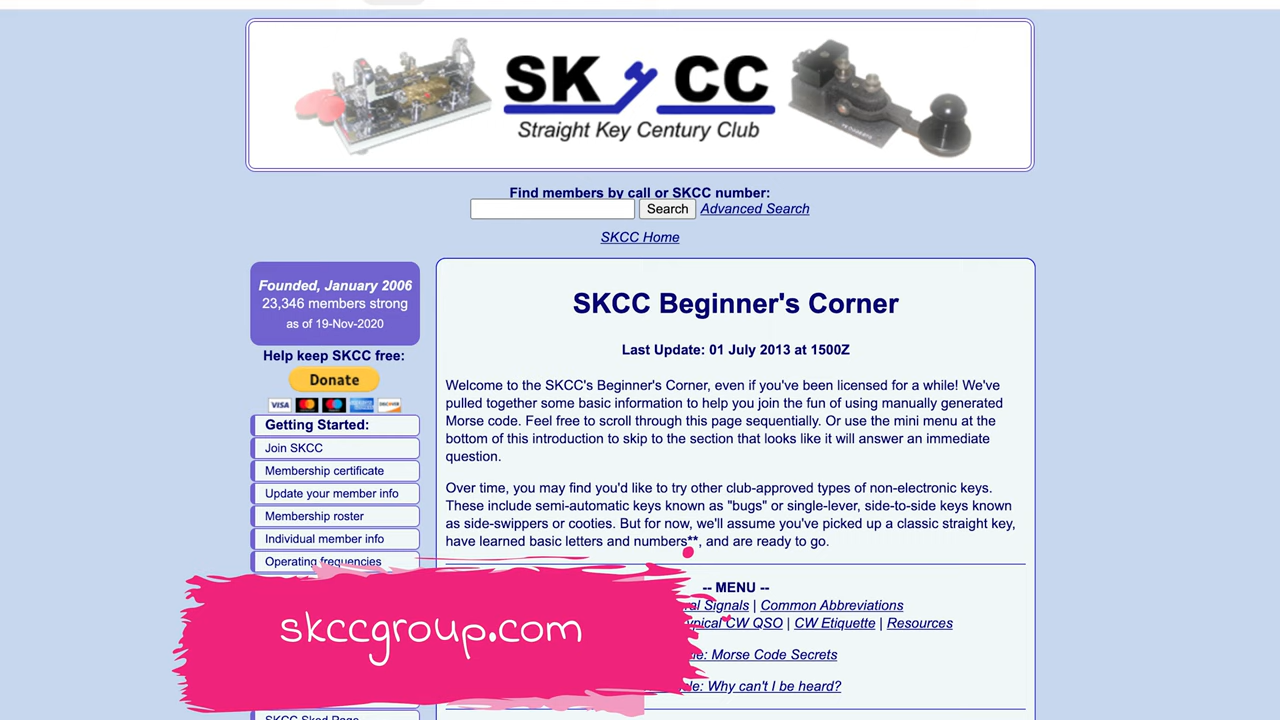 SK CC
Straight Key Century Club
Find members by call or SKCC number:
Search Advanced Search
SKCC Home
Founded, January 2006
23,346 members strong
as of 19-Nov-2020
Help keep SKCC free:
Donate
VISA
DISCOVER
Getting Started:
Join SKCC
Membership certificate
Update your member info
Membership roster
Individual member info
Operating frequencies
SKCC Sked Page
SKCC Beginner's Corner
Last Update: 01 July 2013 at 1500Z
Welcome to the SKCC's Beginner's Corner, even if you've been licensed for a while! We've
pulled together some basic information to help you join the fun of using manually generated
Morse code. Feel free to scroll through this page sequentially. Or use the mini menu at the
bottom of this introduction to skip to the section that looks like it will answer an immediate
question.
Over time, you may find you'd like to try other club-approved types of non-electronic keys.
These include semi-automatic keys known as "bugs" or single-lever, side-to-side keys known
as side-swippers or cooties. But for now, we'll assume you've picked up a classic straight key,
have learned basic letters and numbers**, and are ready to go.
-- MENU --
Signals | Common Abbreviations
CW QSO | CW Etiquette | Resources
Morse Code Secrets
Why can't I be heard?
skccgroup.com